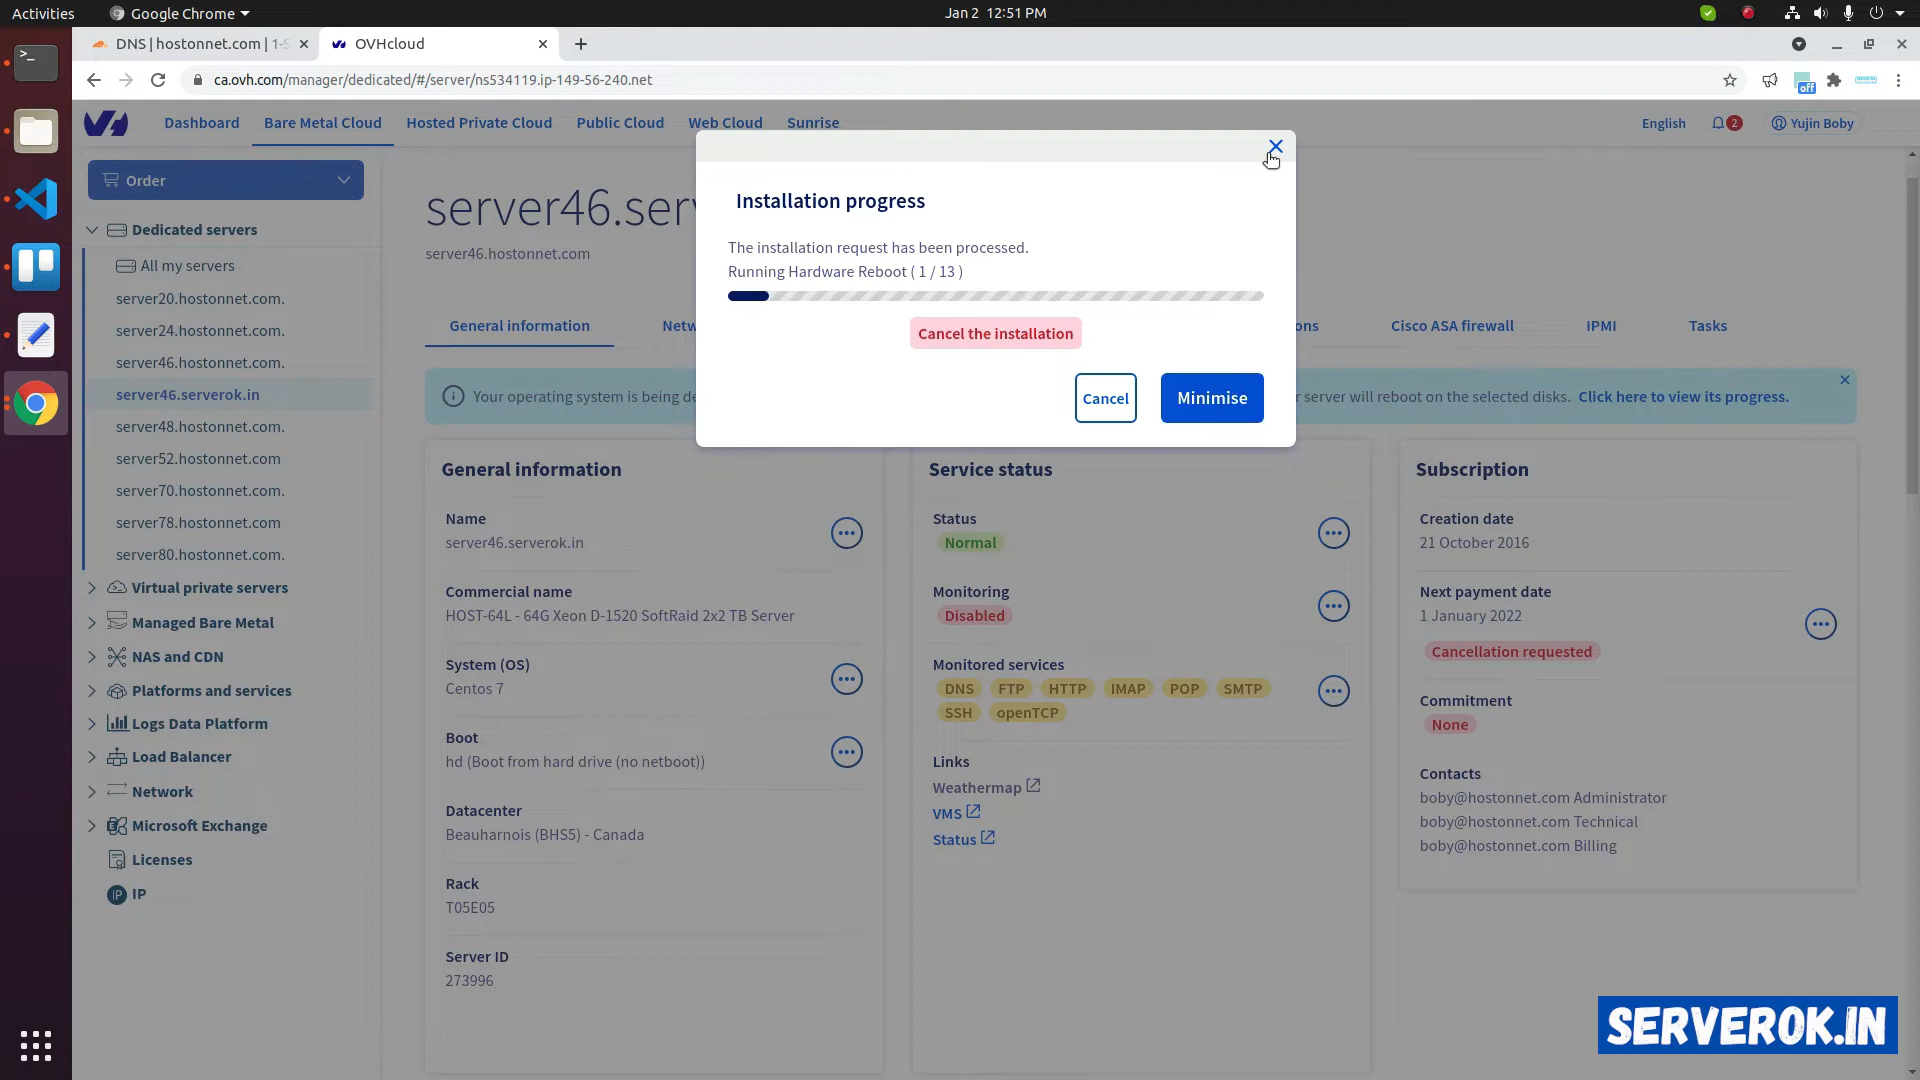 Activities
Google Chrome
Jan 2 12:51 PM
DNS | hostonnet.com | 1-S
OVHcloud
ca.ovh.com/manager/dedicated/#/server/ns534119.ip-149-56-240.net
off
Dashboard
Bare Metal Cloud
Hosted Private Cloud
Public Cloud
Web Cloud
Sunrise
English
2
Yujin Boby
Order
Dedicated servers
All my servers
server20.hostonnet.com.
server24.hostonnet.com.
server46.hostonnet.com.
server46.serverok.in
server48.hostonnet.com.
server52.hostonnet.com
server70.hostonnet.com.
server78.hostonnet.com
server80.hostonnet.com.
Virtual private servers
Managed Bare Metal
NAS and CDN
Platforms and services
Logs Data Platform
Load Balancer
Network
Microsoft Exchange
Licenses
IP
IP
server46.serv
server46.hostonnet.com
General information
Netw
ons
Cisco ASA firewall
IPMI
Tasks
Your operating system is being de
r server will reboot on the selected disks. Click here to view its progress.
Installation progress
The installation request has been processed.
Running Hardware Reboot ( 1 / 13 )
Cancel the installation
Cancel
Minimise
General information
Name
server46.serverok.in
Commercial name
HOST-64L - 64G Xeon D-1520 SoftRaid 2x2 TB Server
System (OS)
Centos 7
Boot
hd (Boot from hard drive (no netboot))
Datacenter
Beauharnois (BHS5) - Canada
Rack
T05E05
Server ID
273996
Service status
Status
Normal
Monitoring
Disabled
Monitored services
DNS FTP HTTP IMAP POP SMTP
SSH openTCP
Links
Weathermap
VMS
Status
Subscription
Creation date
21 October 2016
Next payment date
1 January 2022
Cancellation requested
Commitment
None
Contacts
boby@hostonnet.com Administrator
boby@hostonnet.com Technical
boby@hostonnet.com Billing
SERVEROK.IN